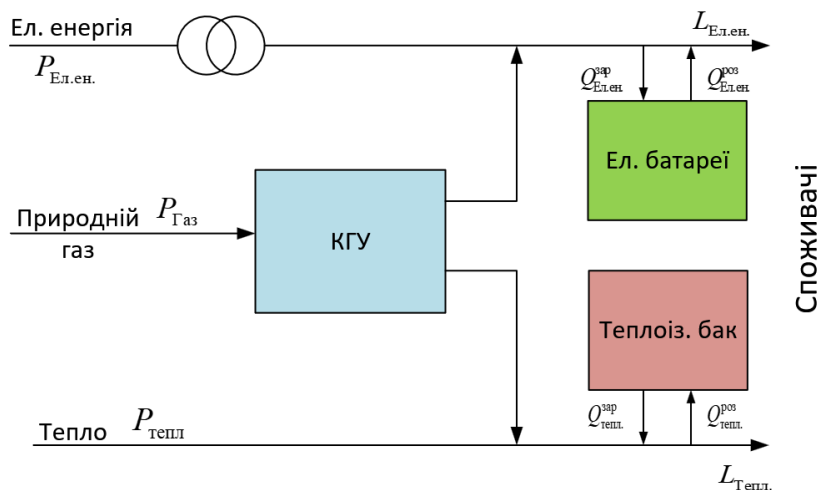 Ел. енергія
P Ел.ен.
L Ел.ен.
Q зар Ел.ен.
Q роз Ел.ен.
Ел. батареї
Природній
газ
P Газ
КГУ
Споживачі
Теплоіз. бак
Тепло
P тепл
Q зар тепл.
Q роз тепл.
L Тепл.